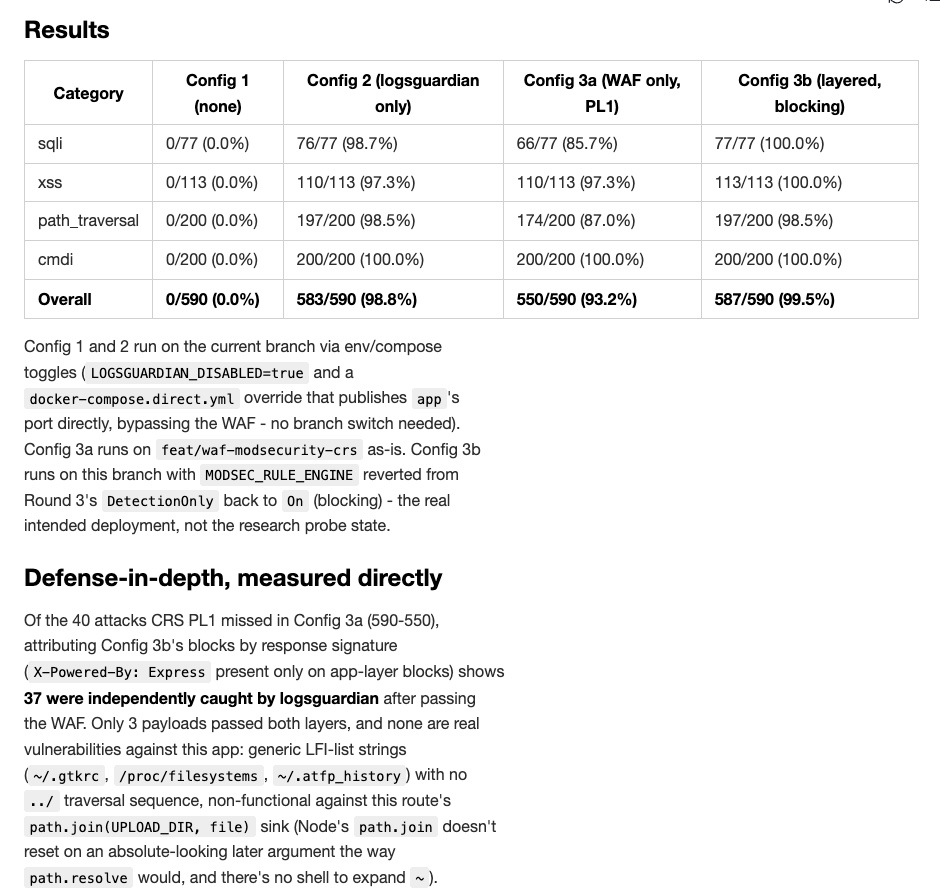 Results
Category Config 1 (none) Config 2 (logsguardian only) Config 3a (WAF only, PL1) Config 3b (layered, blocking)
sqli 0/77 (0.0%) 76/77 (98.7%) 66/77 (85.7%) 77/77 (100.0%)
xss 0/113 (0.0%) 110/113 (97.3%) 110/113 (97.3%) 113/113 (100.0%)
path_traversal 0/200 (0.0%) 197/200 (98.5%) 174/200 (87.0%) 197/200 (98.5%)
cmdi 0/200 (0.0%) 200/200 (100.0%) 200/200 (100.0%) 200/200 (100.0%)
Overall 0/590 (0.0%) 583/590 (98.8%) 550/590 (93.2%) 587/590 (99.5%)
Config 1 and 2 run on the current branch via env/compose
toggles ( LOGSGUARDIAN_DISABLED=true and a
docker-compose.direct.yml override that publishes app 's
port directly, bypassing the WAF - no branch switch needed).
Config 3a runs on feat/waf-modsecurity-crs as-is. Config 3b
runs on this branch with MODSEC_RULE_ENGINE reverted from
Round 3's DetectionOnly back to On (blocking) - the real
intended deployment, not the research probe state.
Defense-in-depth, measured directly
Of the 40 attacks CRS PL1 missed in Config 3a (590-550),
attributing Config 3b's blocks by response signature
( X-Powered-By: Express present only on app-layer blocks) shows
37 were independently caught by logsguardian after passing
the WAF. Only 3 payloads passed both layers, and none are real
vulnerabilities against this app: generic LFI-list strings
( ~/.gtkrc , /proc/filesystems , ~/.atfp_history ) with no
../ traversal sequence, non-functional against this route's
path.join(UPLOAD_DIR, file) sink (Node's path.join doesn't
reset on an absolute-looking later argument the way
path.resolve would, and there's no shell to expand ~ ).